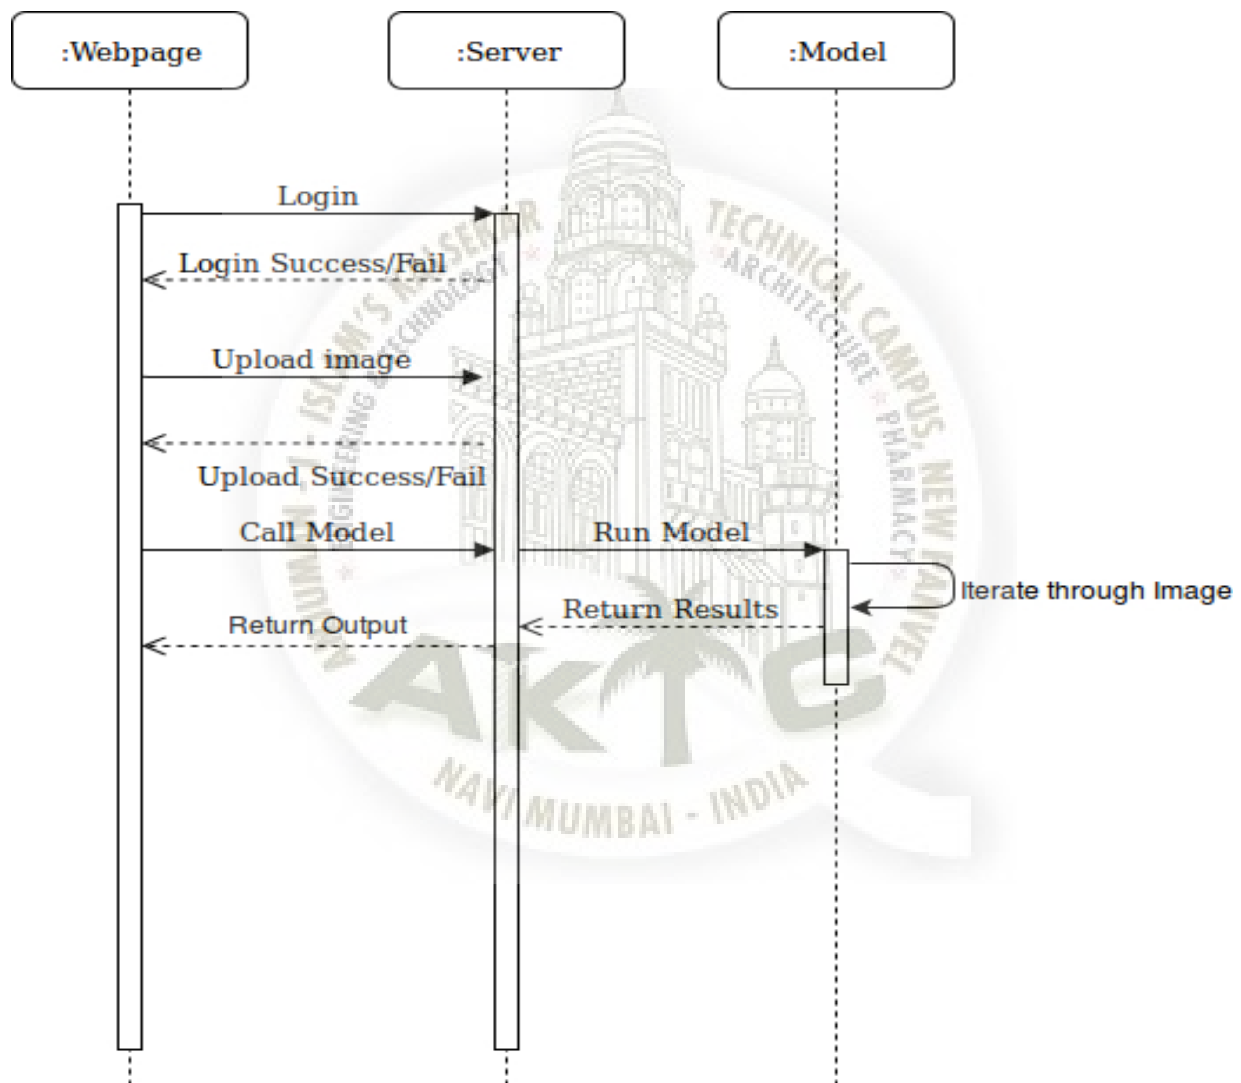 :Webpage
:Server
:Model
Login
Login Success/Fail
Upload image
Upload Success/Fail
Call Model
Run Model
Iterate through Image
Return Results
Return Output
KALSEKAR TECHNICAL CAMPUS, NEW PANVEL
ANJUMAN-I-ISLAM'S
ENGINEERING & TECHNOLOGY * ARCHITECTURE * PHARMACY *
AKTC
NAVI MUMBAI - INDIA